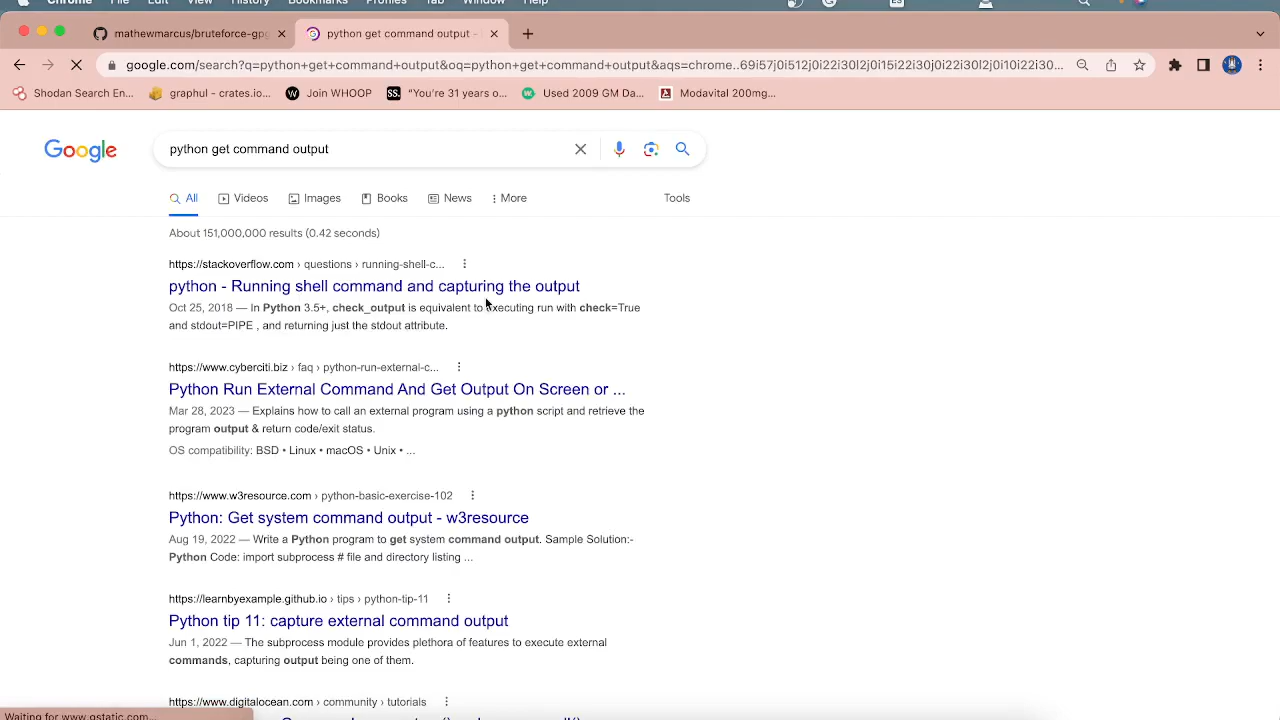 Chrome File Edit View History Bookmarks Profiles Tab Window Help
ES
mathewmarcus/bruteforce-gpg
python get command output -
google.com/search?q=python+get+command+output&oq=python+get+command+output&aqs=chrome..69i57j0i512j0i22i30l2j0i15i22i30j0i22i30l2j0i10i22i30...
Shodan Search En... graphul - crates.io... Join WHOOP SS. "You're 31 years o... Used 2009 GM Da... Modavital 200mg...
Google
python get command output
All Videos Images Books News More Tools
About 151,000,000 results (0.42 seconds)
https://stackoverflow.com › questions › running-shell-c...
python - Running shell command and capturing the output
Oct 25, 2018 — In Python 3.5+, check_output is equivalent to executing run with check=True
and stdout=PIPE , and returning just the stdout attribute.
https://www.cyberciti.biz › faq › python-run-external-c...
Python Run External Command And Get Output On Screen or ...
Mar 28, 2023 — Explains how to call an external program using a python script and retrieve the
program output & return code/exit status.
OS compatibility: BSD • Linux • macOS • Unix • ...
https://www.w3resource.com › python-basic-exercise-102
Python: Get system command output - w3resource
Aug 19, 2022 — Write a Python program to get system command output. Sample Solution:-
Python Code: import subprocess # file and directory listing ...
https://learnbyexample.github.io › tips › python-tip-11
Python tip 11: capture external command output
Jun 1, 2022 — The subprocess module provides plethora of features to execute external
commands, capturing output being one of them.
https://www.digitalocean.com › community › tutorials
Waiting for www.gstatic.com...